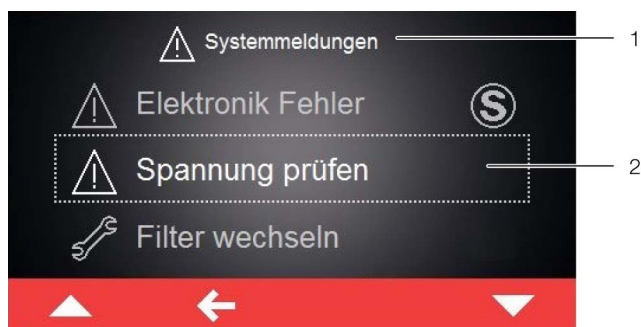 Systemmeldungen
1
Elektronik Fehler S
Spannung prüfen
2
Filter wechseln